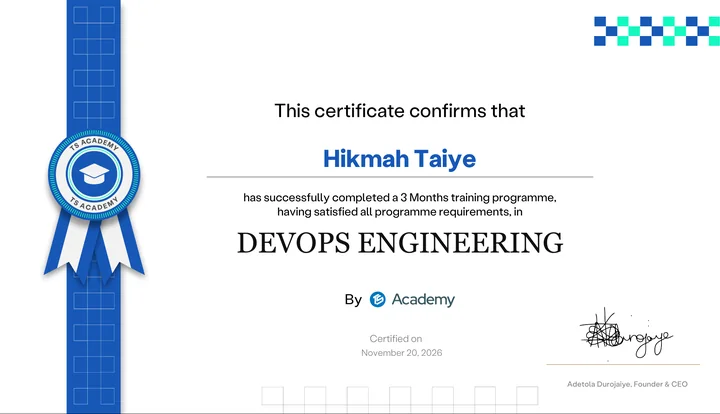 TS ACADEMY
TS ACADEMY
This certificate confirms that
Hikmah Taiye
has successfully completed a 3 Months training programme,
having satisfied all programme requirements, in
DEVOPS ENGINEERING
By TS Academy
Certified on
November 20, 2026
Adetola Durojaiye, Founder & CEO